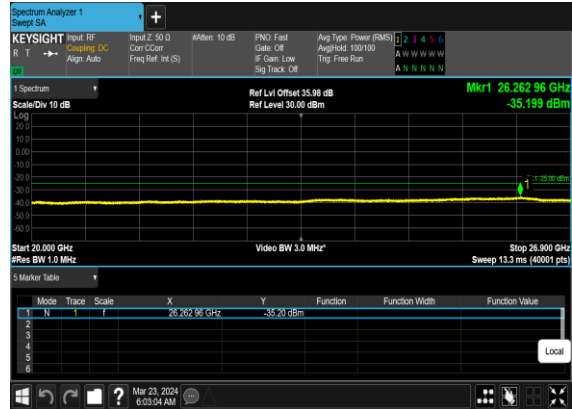 Spectrum Analyzer 1
Swept SA
+
KEYSIGHT Input: RF Input Z: 50 Ω #Atten: 10 dB PNO: Fast Avg Type: Power (RMS) 1 2 3 4 5 6
R T Coupling: DC Corr CCorr Gate: Off Avg|Hold: 100/100 A W W W W W
Align: Auto Freq Ref: Int (S) IF Gain: Low Trig: Free Run
Sig Track: Off A N N N N N
1 Spectrum Ref Lvl Offset 35.98 dB Mkr1 26.262 96 GHz
Scale/Div 10 dB Ref Level 30.00 dBm -35.199 dBm
Log
20.0
10.0
0.00
-10.0
-20.0
-30.0
-40.0
-50.0
-60.0
1
Start 20.000 GHz Video BW 3.0 MHz* Stop 26.900 GHz
#Res BW 1.0 MHz Sweep 13.3 ms (40001 pts)
5 Marker Table
Mode Trace Scale X Y Function Function Width Function Value
1 N 1 f 26.262 96 GHz -35.20 dBm
2
3
4
5
6
Local
? Mar 23, 2024
6:03:04 AM